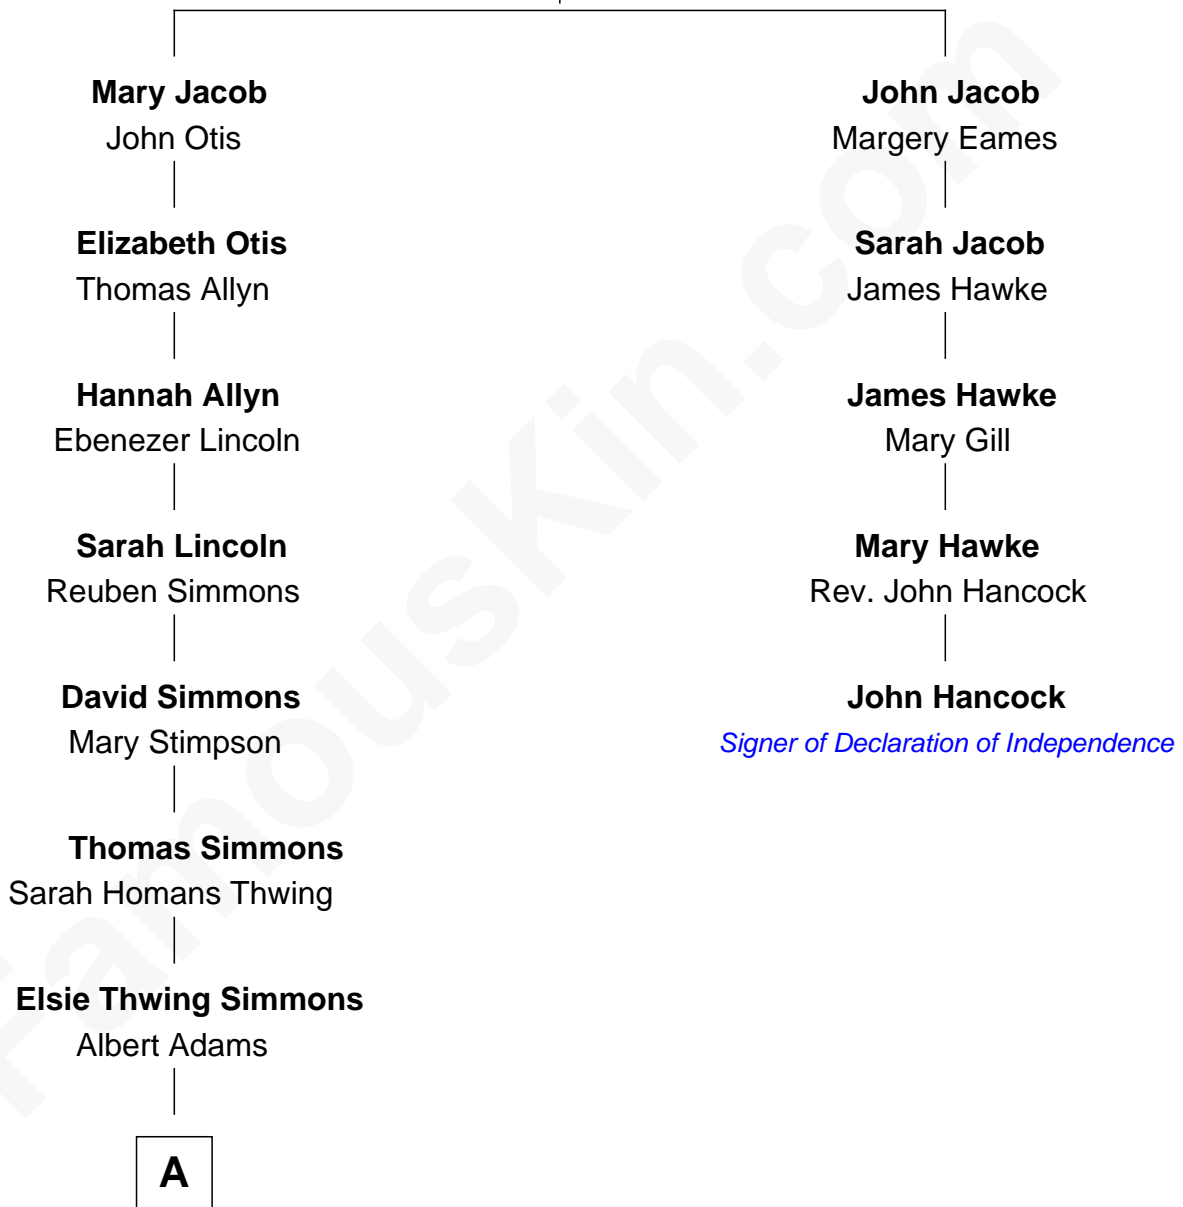 Mary Jacob
John Otis
John Jacob
Margery Eames
Elizabeth Otis
Thomas Allyn
Sarah Jacob
James Hawke
Hannah Allyn
Ebenezer Lincoln
James Hawke
Mary Gill
Sarah Lincoln
Reuben Simmons
Mary Hawke
Rev. John Hancock
David Simmons
Mary Stimpson
John Hancock
Signer of Declaration of Independence
Thomas Simmons
Sarah Homans Thwing
Elsie Thwing Simmons
Albert Adams
A
FamousKin.com